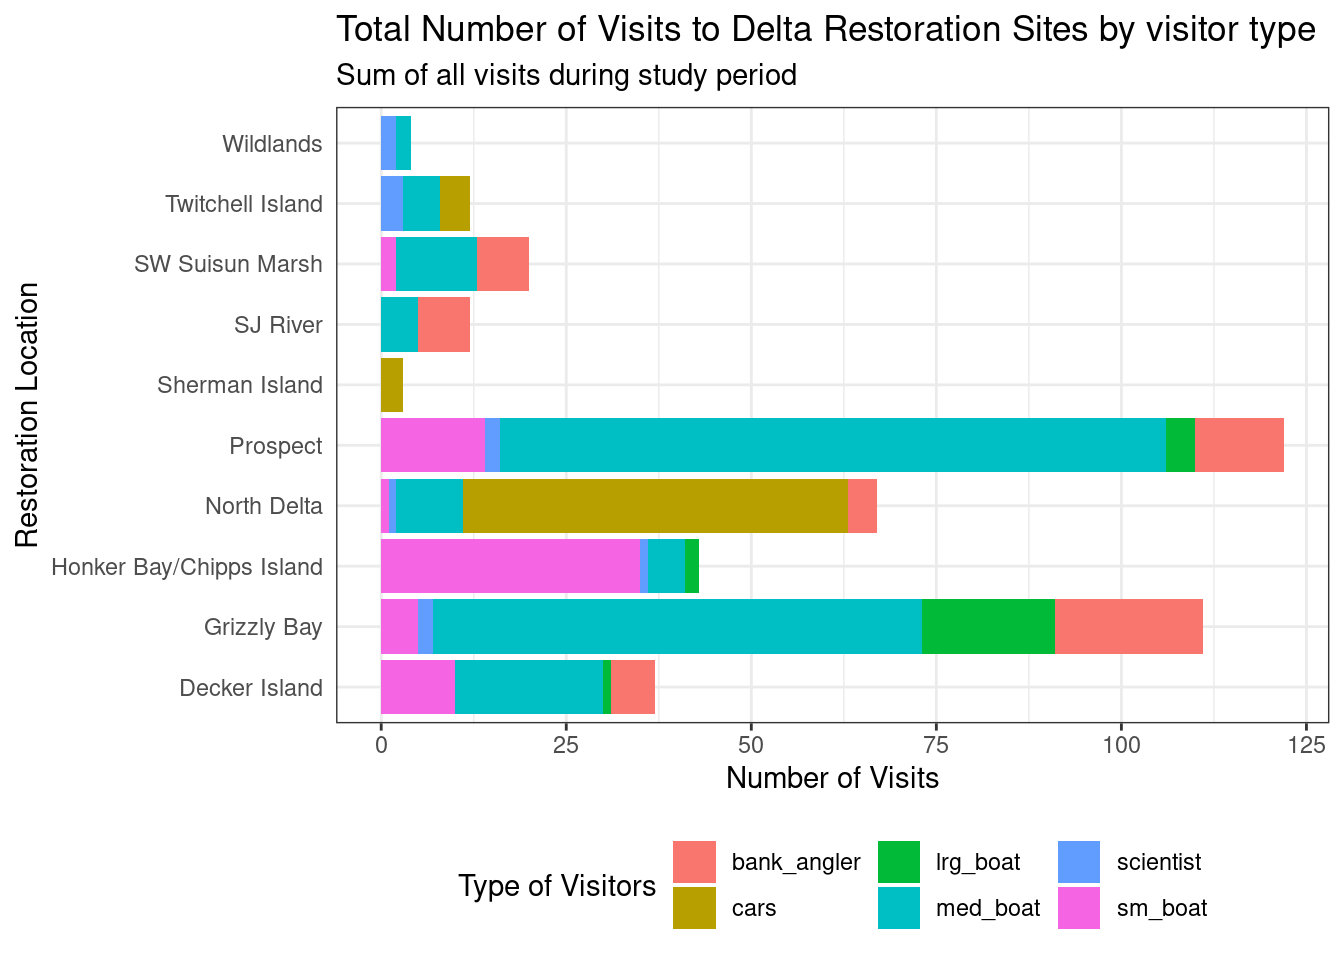 Total Number of Visits to Delta Restoration Sites by visitor type
Sum of all visits during study period
Restoration Location
Wildlands
Twitchell Island
SW Suisun Marsh
SJ River
Sherman Island
Prospect
North Delta
Honker Bay/Chipps Island
Grizzly Bay
Decker Island
0 25 50 75 100 125
Number of Visits
Type of Visitors
bank_angler lrg_boat scientist
cars med_boat sm_boat